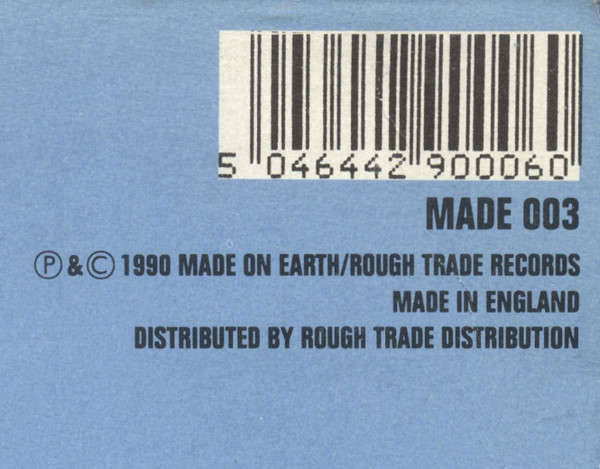 5 046442 900060
MADE 003
Ⓟ & © 1990 MADE ON EARTH/ROUGH TRADE RECORDS
MADE IN ENGLAND
DISTRIBUTED BY ROUGH TRADE DISTRIBUTION